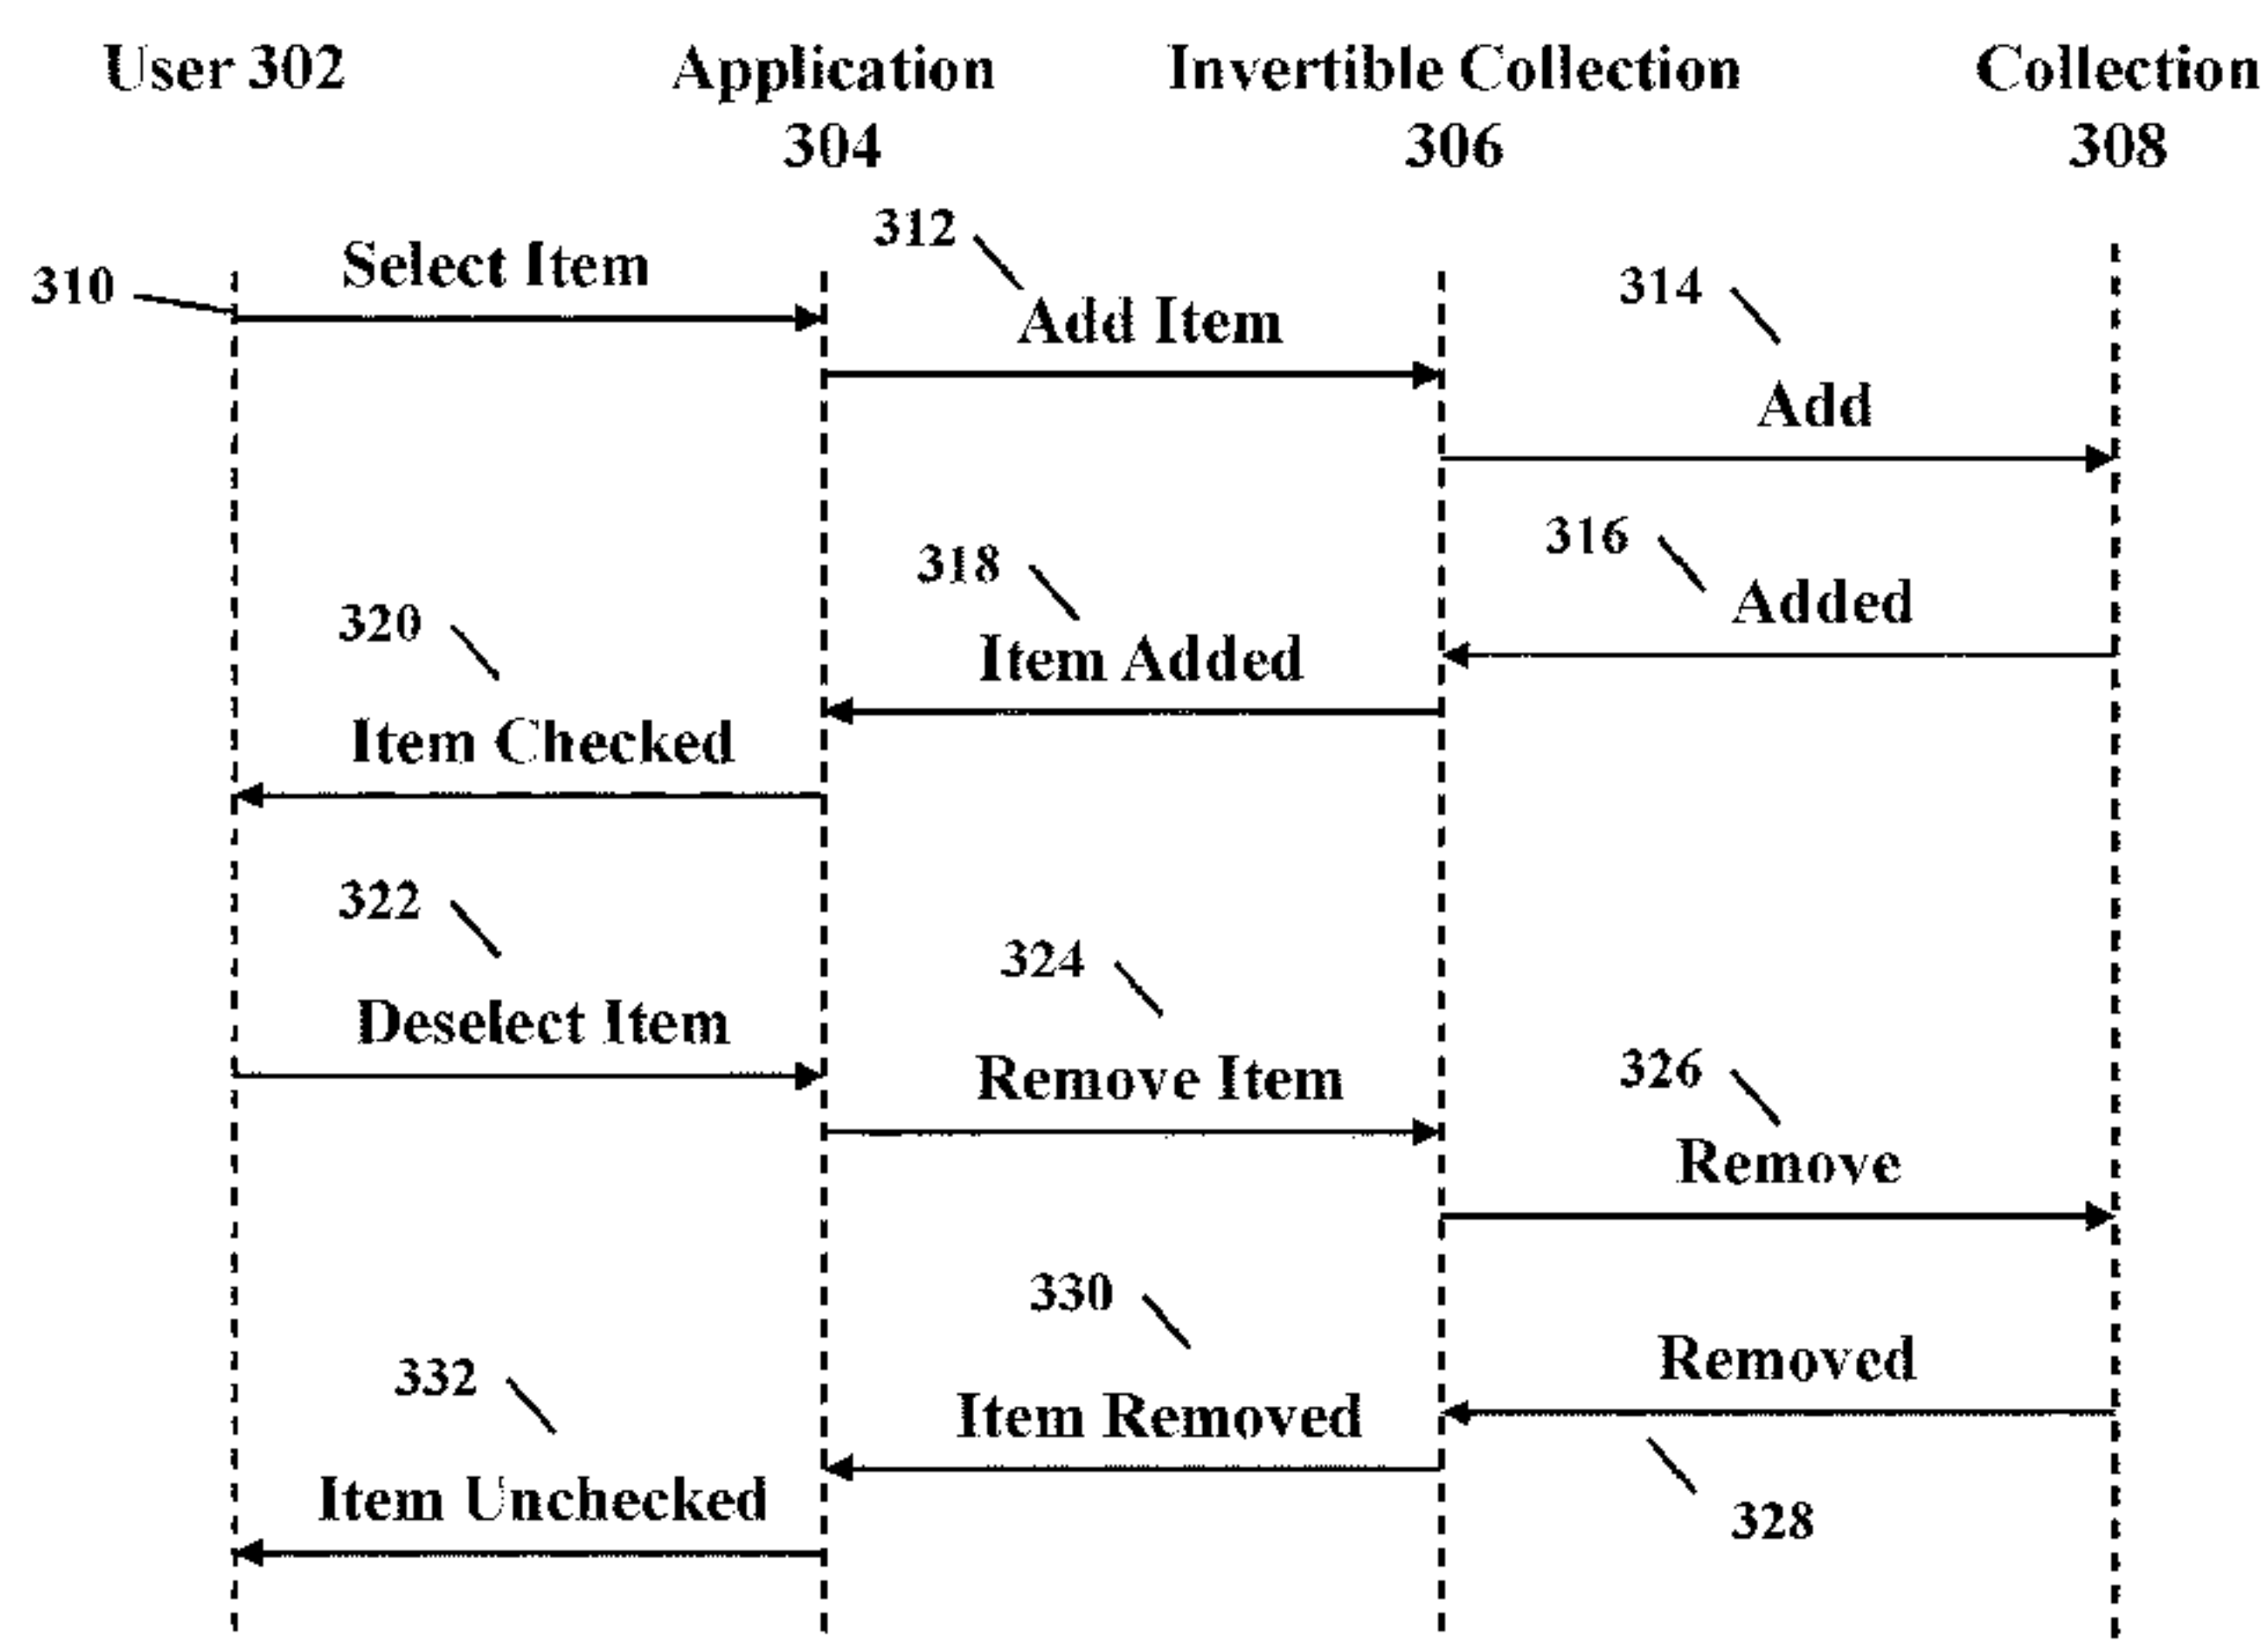 User 302 Application Invertible Collection Collection
304 306 308
312
310 Select Item
314
Add Item
Add
316
318
Added
320
Item Added
Item Checked
322
324
Deselect Item
326
Remove Item
Remove
330
Removed
332
Item Removed
Item Unchecked
328